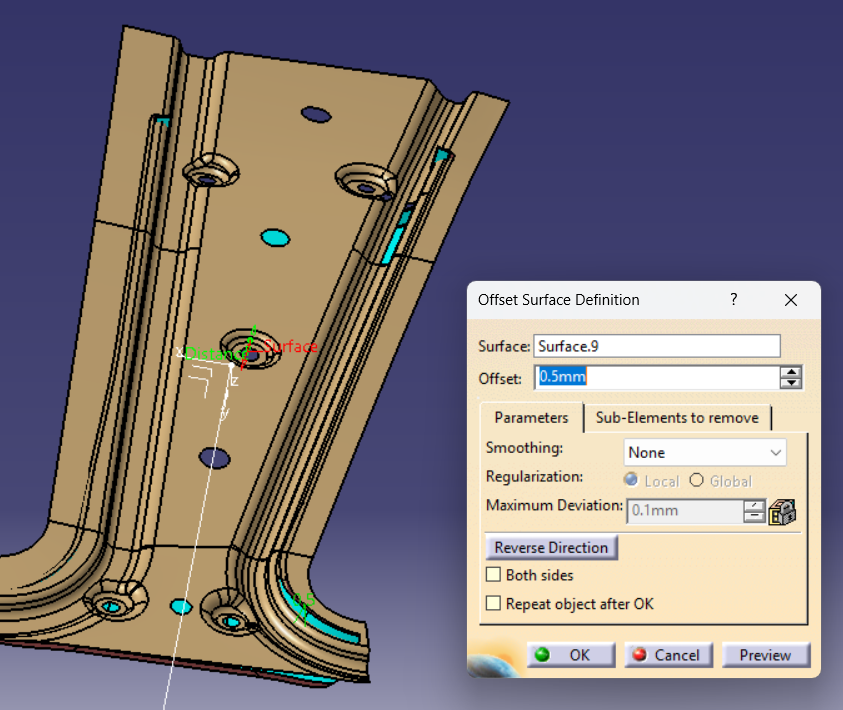 Offset Surface Definition ?
Surface: Surface.9
Offset: 0.5mm
Parameters Sub-Elements to remove
Smoothing: None
Regularization: Local Global
Maximum Deviation: 0.1mm
Reverse Direction
Both sides
Repeat object after OK
OK Cancel Preview
x Distance Surface
z
y
0.5